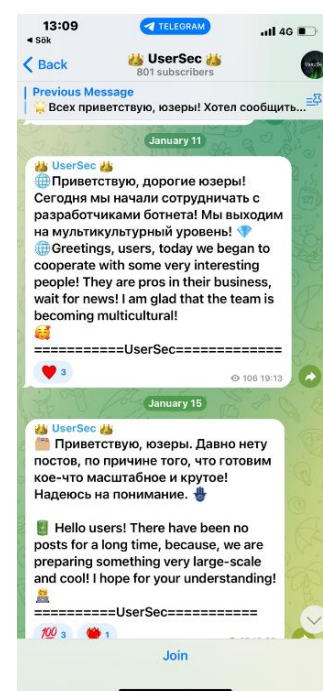 13:09
TELEGRAM
4G
Sök
Back
UserSec
801 subscribers
Previous Message
Всех приветствую, юзеры! Хотел сообщить...
January 11
UserSec
Приветствую, дорогие юзеры!
Сегодня мы начали сотрудничать с
разработчиками ботнета! Мы выходим
на мультикультурный уровень!
Greetings, users, today we began to
cooperate with some very interesting
people! They are pros in their business,
wait for news! I am glad that the team is
becoming multicultural!
===========UserSec=============
3
106 19:13
January 15
UserSec
Приветствую, юзеры. Давно нету
постов, по причине того, что готовим
кое-что масштабное и крутое!
Надеюсь на понимание.
Hello users! There have been no
posts for a long time, because, we are
preparing something very large-scale
and cool! I hope for your understanding!
==========UserSec===========
100 3
1
Join